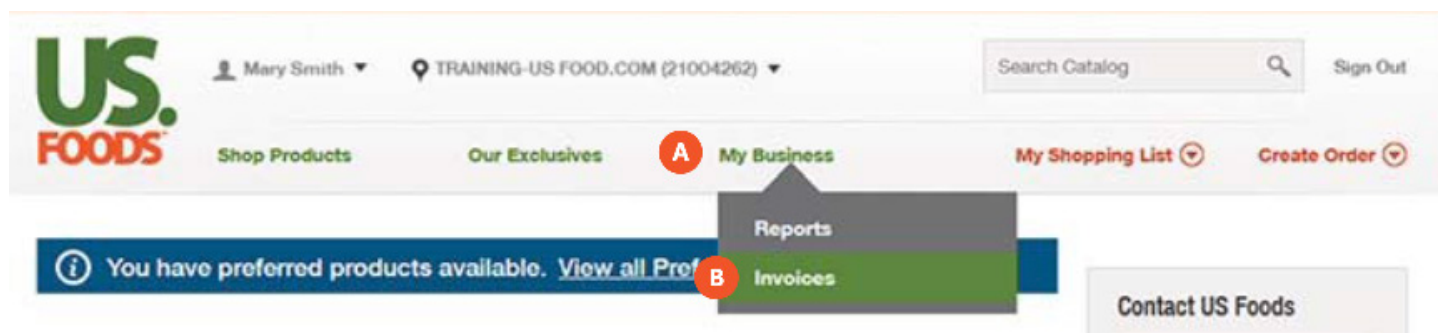 US.
FOODS
Mary Smith
TRAINING-US FOOD.COM (21004262)
Search Catalog
Sign Out
Shop Products
Our Exclusives
A
My Business
My Shopping List
Create Order
Reports
i You have preferred products available. View all
B
Invoices
Contact US Foods